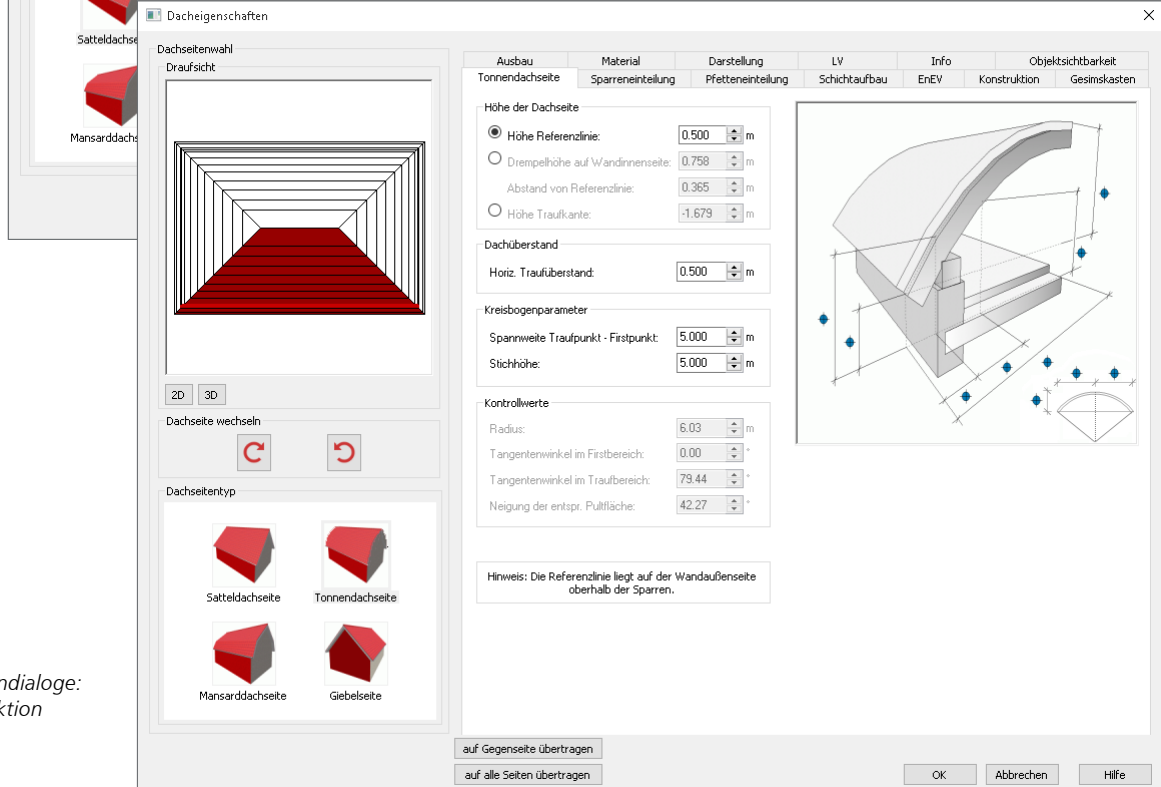 Satteldachse
Mansarddachs
ndialoge:
ktion
Dacheigenschaften
Dachseitenwahl
Draufsicht
2D 3D
Dachseite wechseln
Dachseitentyp
Satteldachseite Tonnendachseite
Mansarddachseite Giebelseite
Ausbau Material Darstellung LV Info Objektsichtbarkeit
Tonnendachseite Sparreneinteilung Pfetteneinteilung Schichtaufbau EnEV Konstruktion Gesimskasten
Höhe der Dachseite
Höhe Referenzlinie: 0.500 m
Drempelhöhe auf Wandinnenseite: 0.758 m
Abstand von Referenzlinie: 0.365 m
Höhe Traufkante: -1.679 m
Dachüberstand
Horiz. Traufüberstand: 0.500 m
Kreisbogenparameter
Spannweite Traufpunkt - Firstpunkt: 5.000 m
Stichhöhe: 5.000 m
Kontrollwerte
Radius: 6.03 m
Tangentenwinkel im Firstbereich: 0.00 °
Tangentenwinkel im Traufbereich: 79.44 °
Neigung der entspr. Pultfläche: 42.27 °
Hinweis: Die Referenzlinie liegt auf der Wandaußenseite
oberhalb der Sparren.
auf Gegenseite übertragen
auf alle Seiten übertragen
OK Abbrechen Hilfe